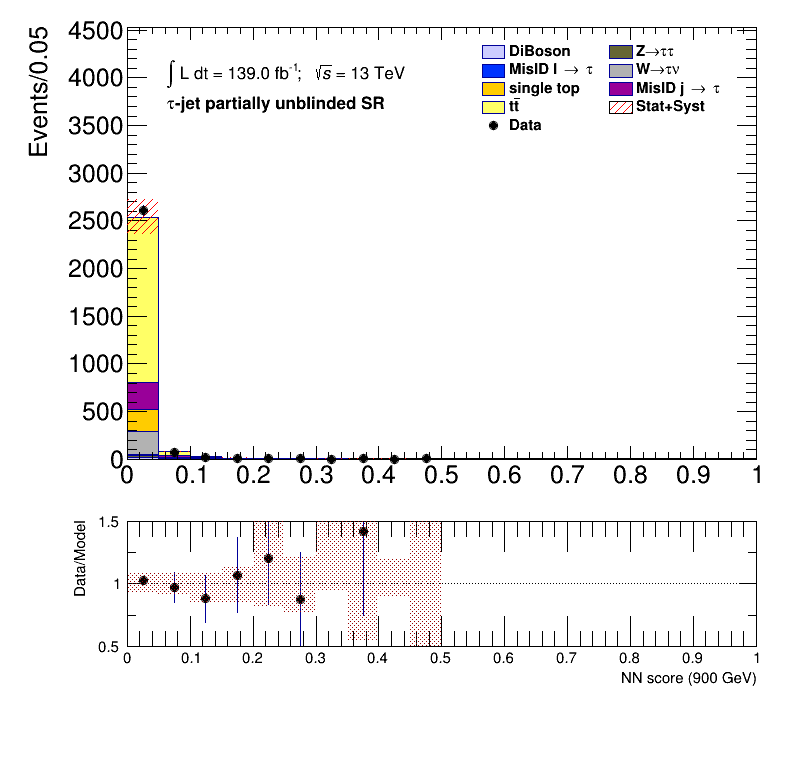 Events/0.05
4500
4000
3500
3000
2500
2000
1500
1000
500
0
∫ L dt = 139.0 fb⁻¹; √s = 13 TeV
τ-jet partially unblinded SR
DiBoson
MisID l → τ
single top
tt̄
Data
Z→ττ
W→τν
MisID j → τ
Stat+Syst
0 0.1 0.2 0.3 0.4 0.5 0.6 0.7 0.8 0.9 1
Data/Model
1.5
1
0.5
0 0.1 0.2 0.3 0.4 0.5 0.6 0.7 0.8 0.9 1
NN score (900 GeV)